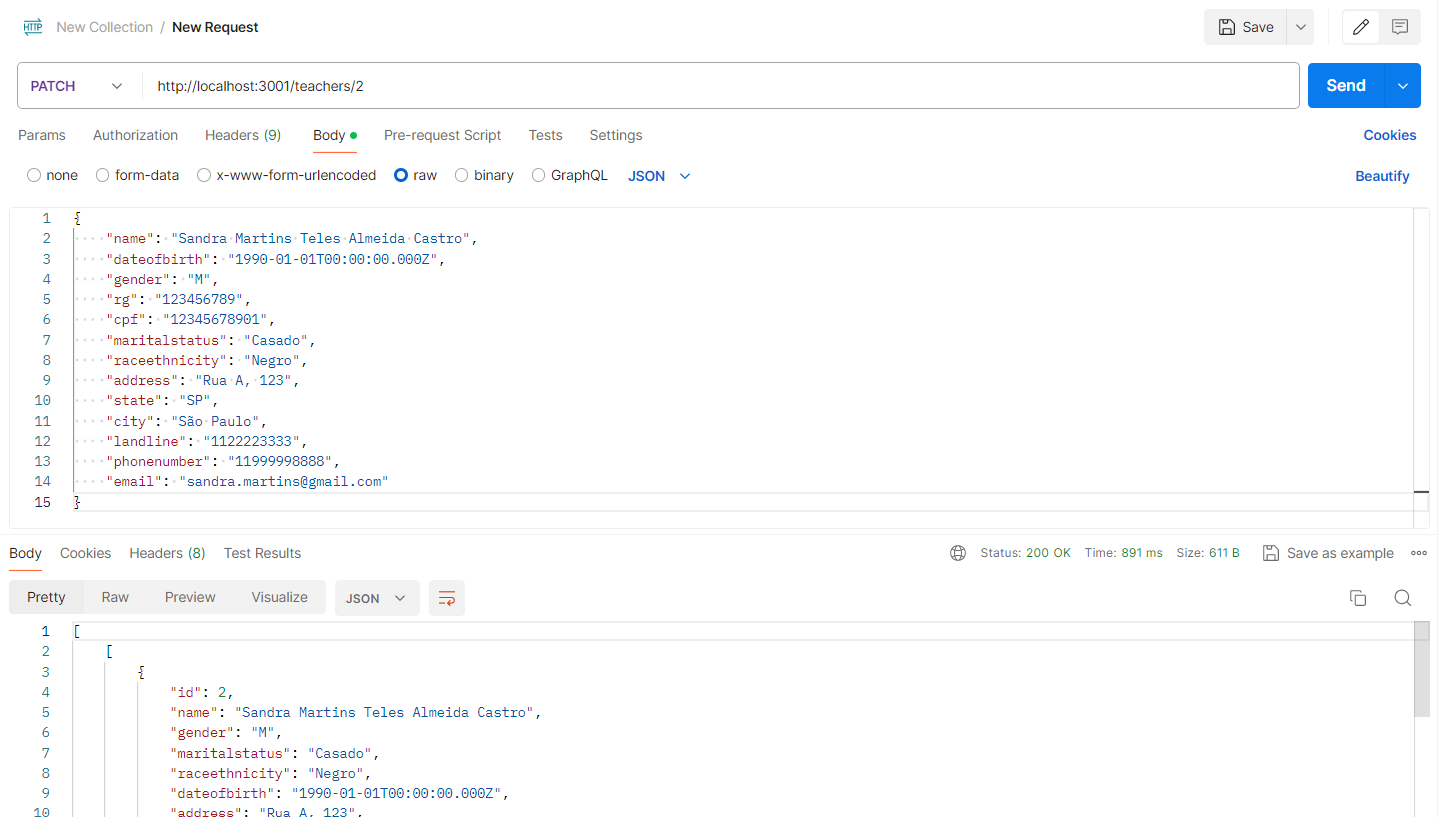 HTTP New Collection / New Request
Save
PATCH http://localhost:3001/teachers/2 Send
Params Authorization Headers (9) Body Pre-request Script Tests Settings Cookies
none form-data x-www-form-urlencoded raw binary GraphQL JSON Beautify
1 {
2 "name": "Sandra Martins Teles Almeida Castro",
3 "dateofbirth": "1990-01-01T00:00:00.000Z",
4 "gender": "M",
5 "rg": "123456789",
6 "cpf": "12345678901",
7 "maritalstatus": "Casado",
8 "raceethnicity": "Negro",
9 "address": "Rua A, 123",
10 "state": "SP",
11 "city": "São Paulo",
12 "landline": "1122223333",
13 "phonenumber": "11999998888",
14 "email": "sandra.martins@gmail.com"
15 }
Body Cookies Headers (8) Test Results Status: 200 OK Time: 891 ms Size: 611 B Save as example
Pretty Raw Preview Visualize JSON
1 [
2 [
3 {
4 "id": 2,
5 "name": "Sandra Martins Teles Almeida Castro",
6 "gender": "M",
7 "maritalstatus": "Casado",
8 "raceethnicity": "Negro",
9 "dateofbirth": "1990-01-01T00:00:00.000Z",
10 "address": "Rua A, 123",